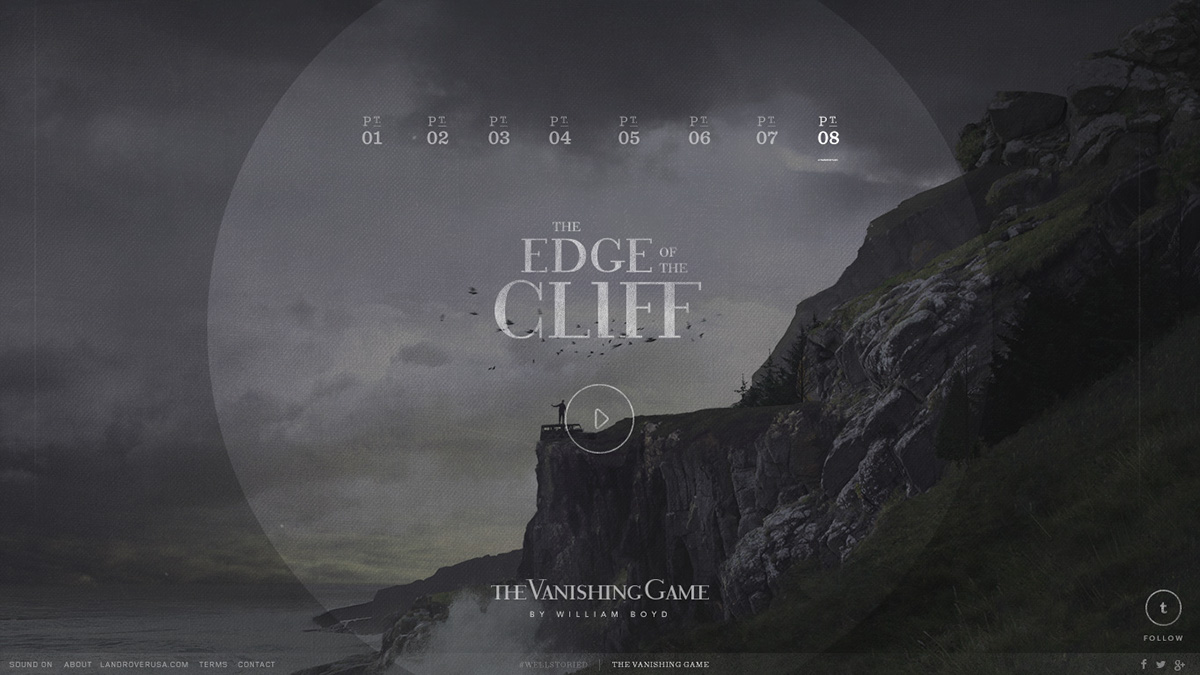 PT. PT. PT. PT. PT. PT. PT. PT.
01 02 03 04 05 06 07 08
THE
EDGE OF THE
CLIFF
THE VANISHING GAME
BY WILLIAM BOYD
t
FOLLOW
SOUND ON ABOUT LANDROVERUSA.COM TERMS CONTACT #WELLSTORIED | THE VANISHING GAME f g+